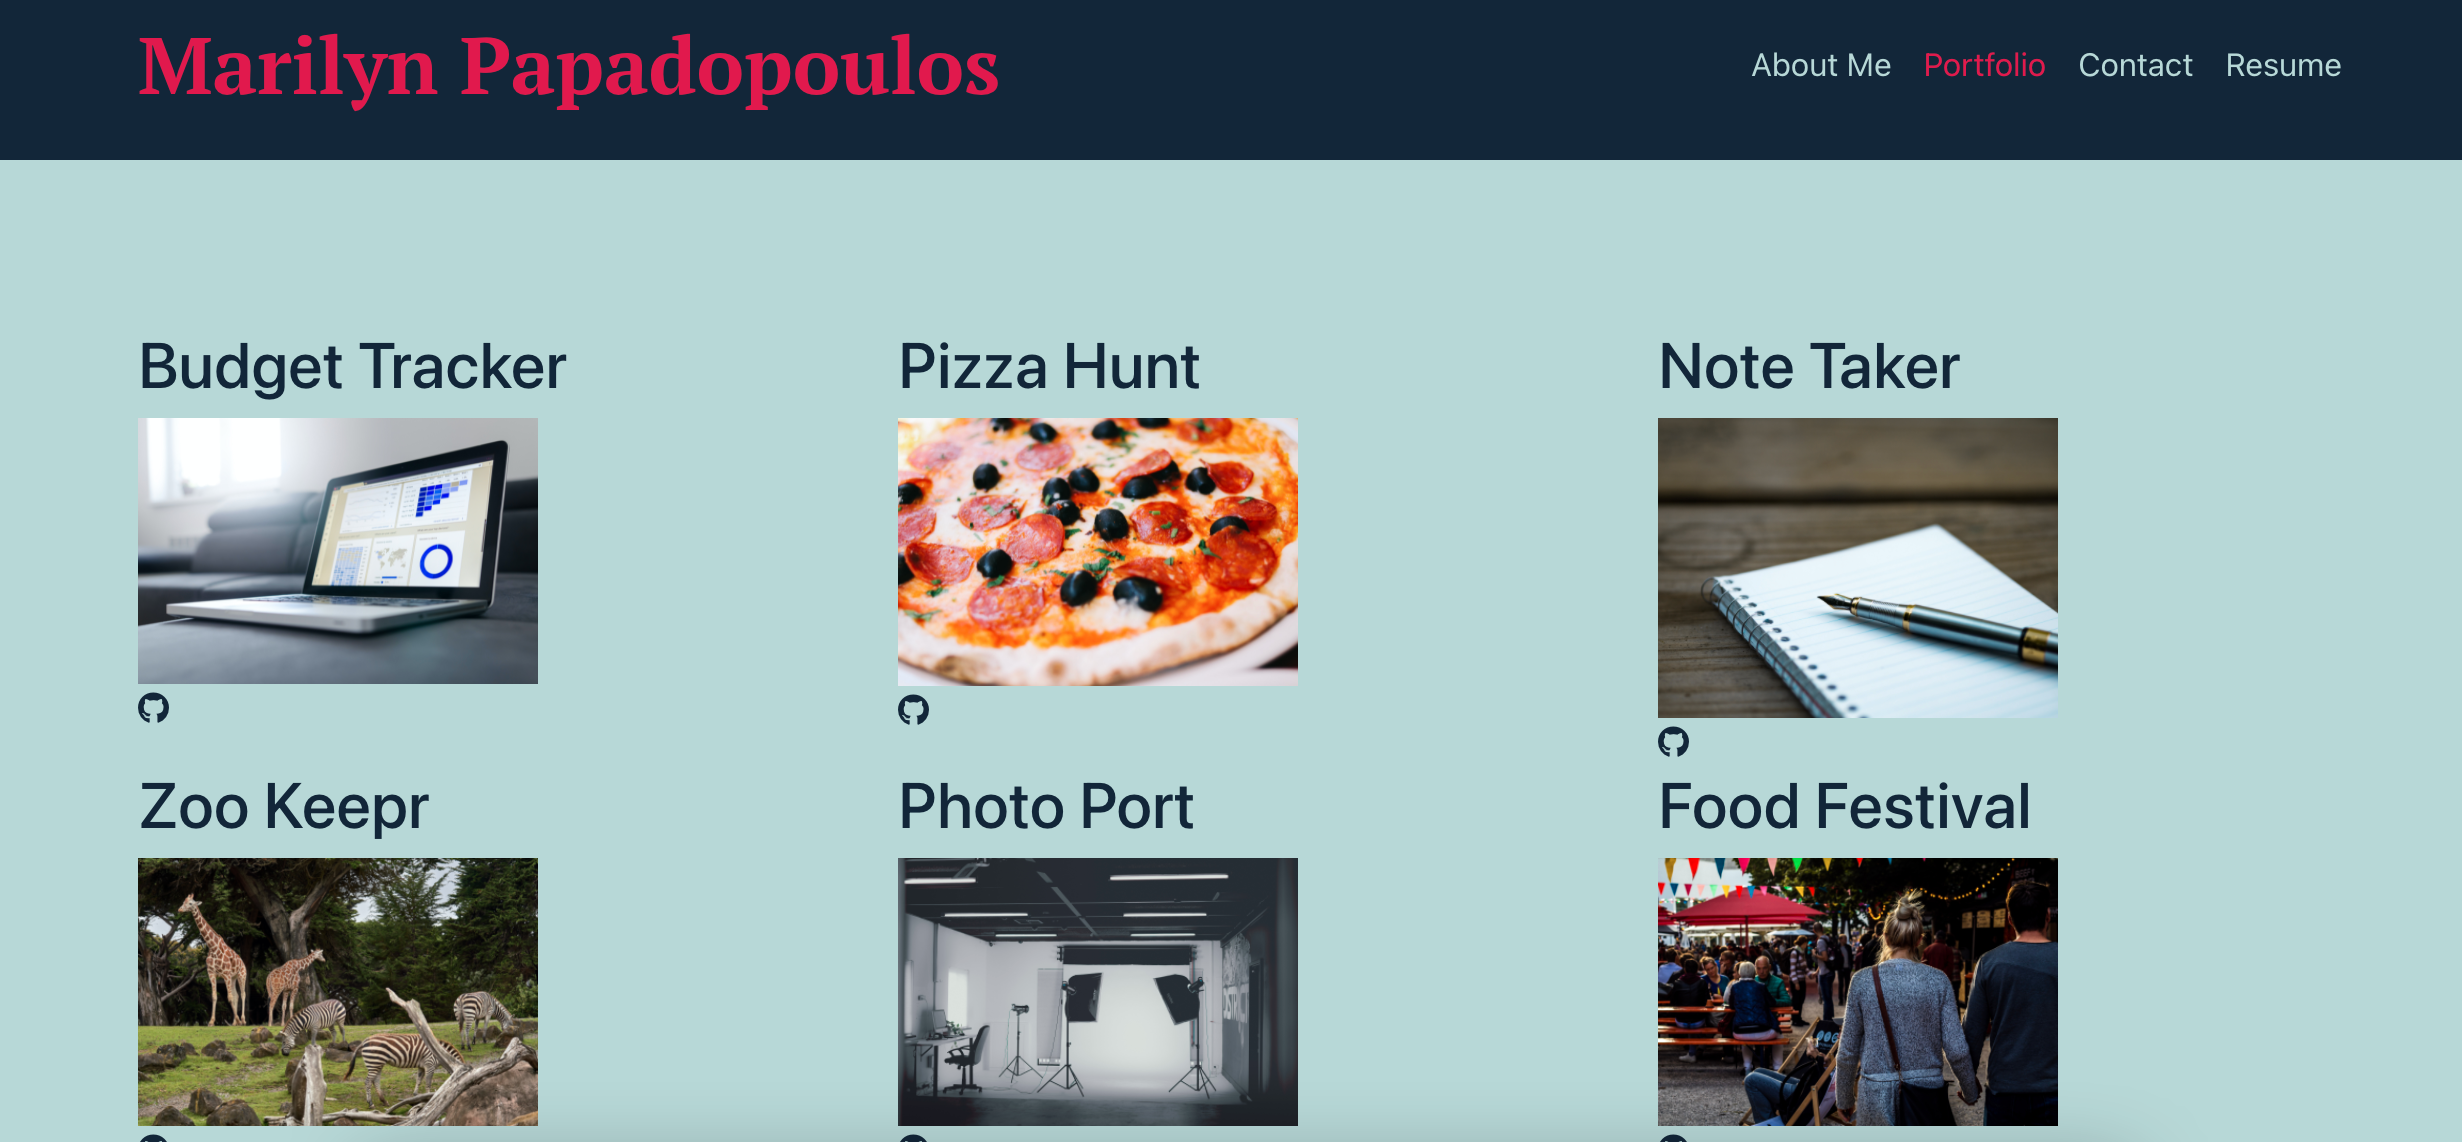 Marilyn Papadopoulos
About Me Portfolio Contact Resume
Budget Tracker
Pizza Hunt
Note Taker
Zoo Keepr
Photo Port
Food Festival